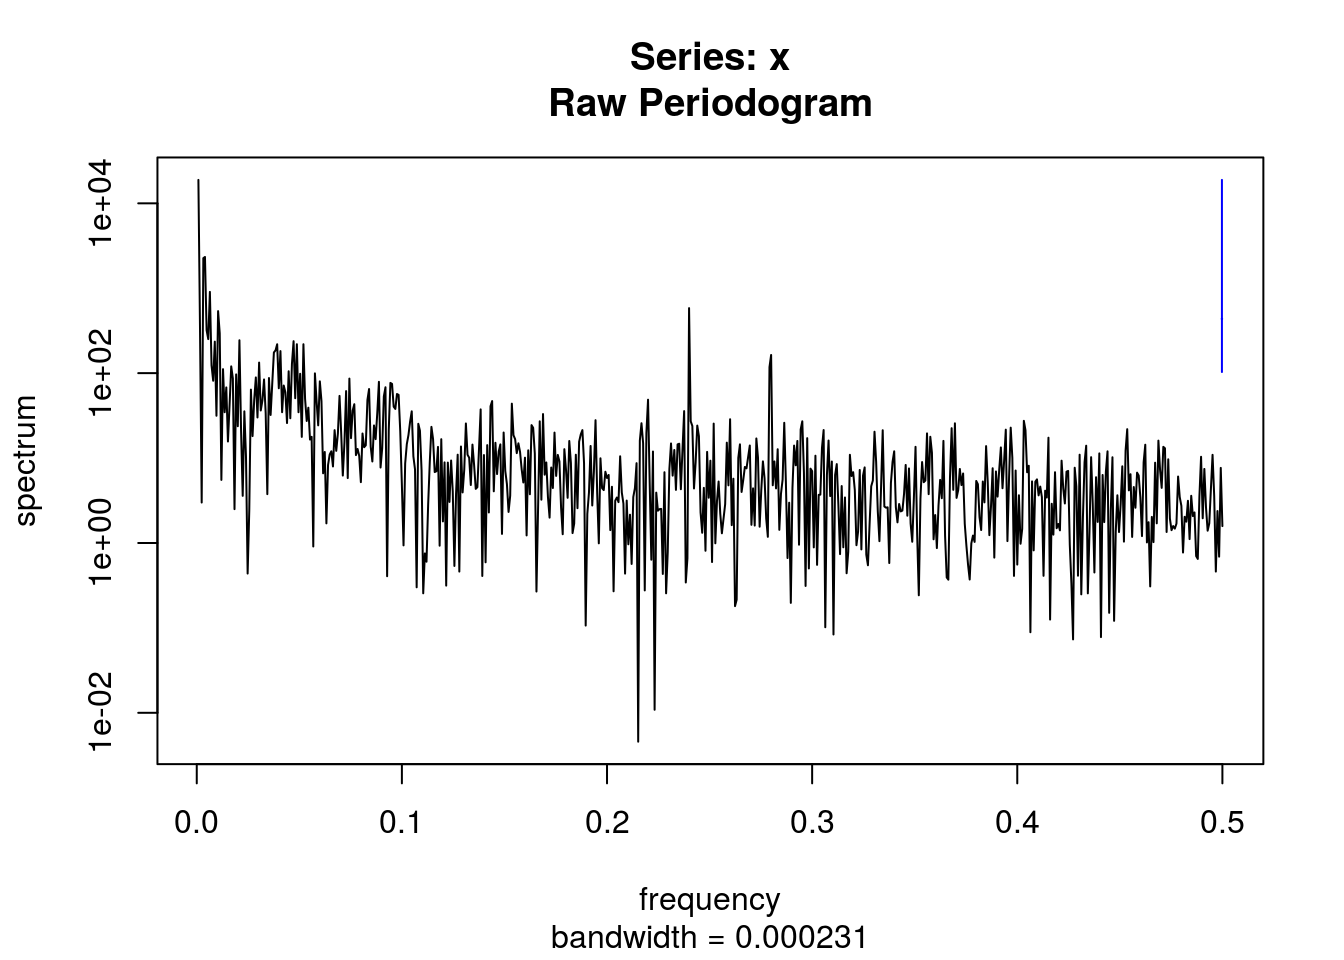 Series: x
Raw Periodogram
1e+04
1e+02
1e+00
1e-02
spectrum
0.0 0.1 0.2 0.3 0.4 0.5
frequency
bandwidth = 0.000231